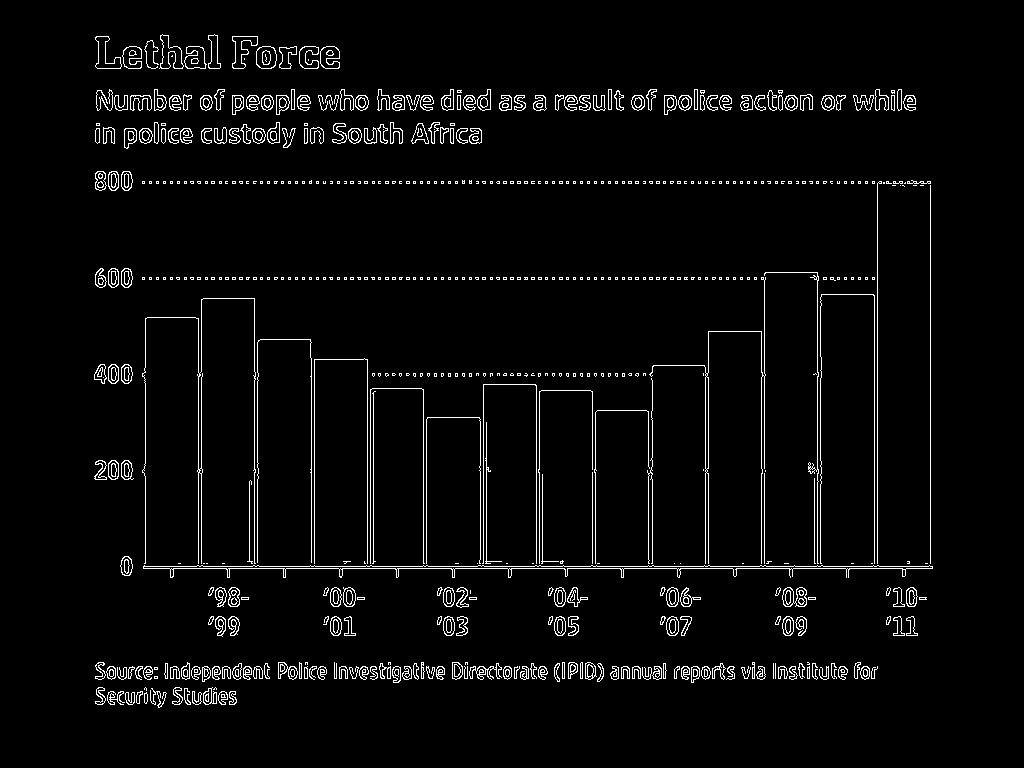 Lethal Force
Number of people who have died as a result of police action or while
in police custody in South Africa
800
600
400
200
0
’98- ’00- ’02- ’04- ’06- ’08- ’10-
’99 ’01 ’03 ’05 ’07 ’09 ’11
Source: Independent Police Investigative Directorate (IPID) annual reports via Institute for
Security Studies